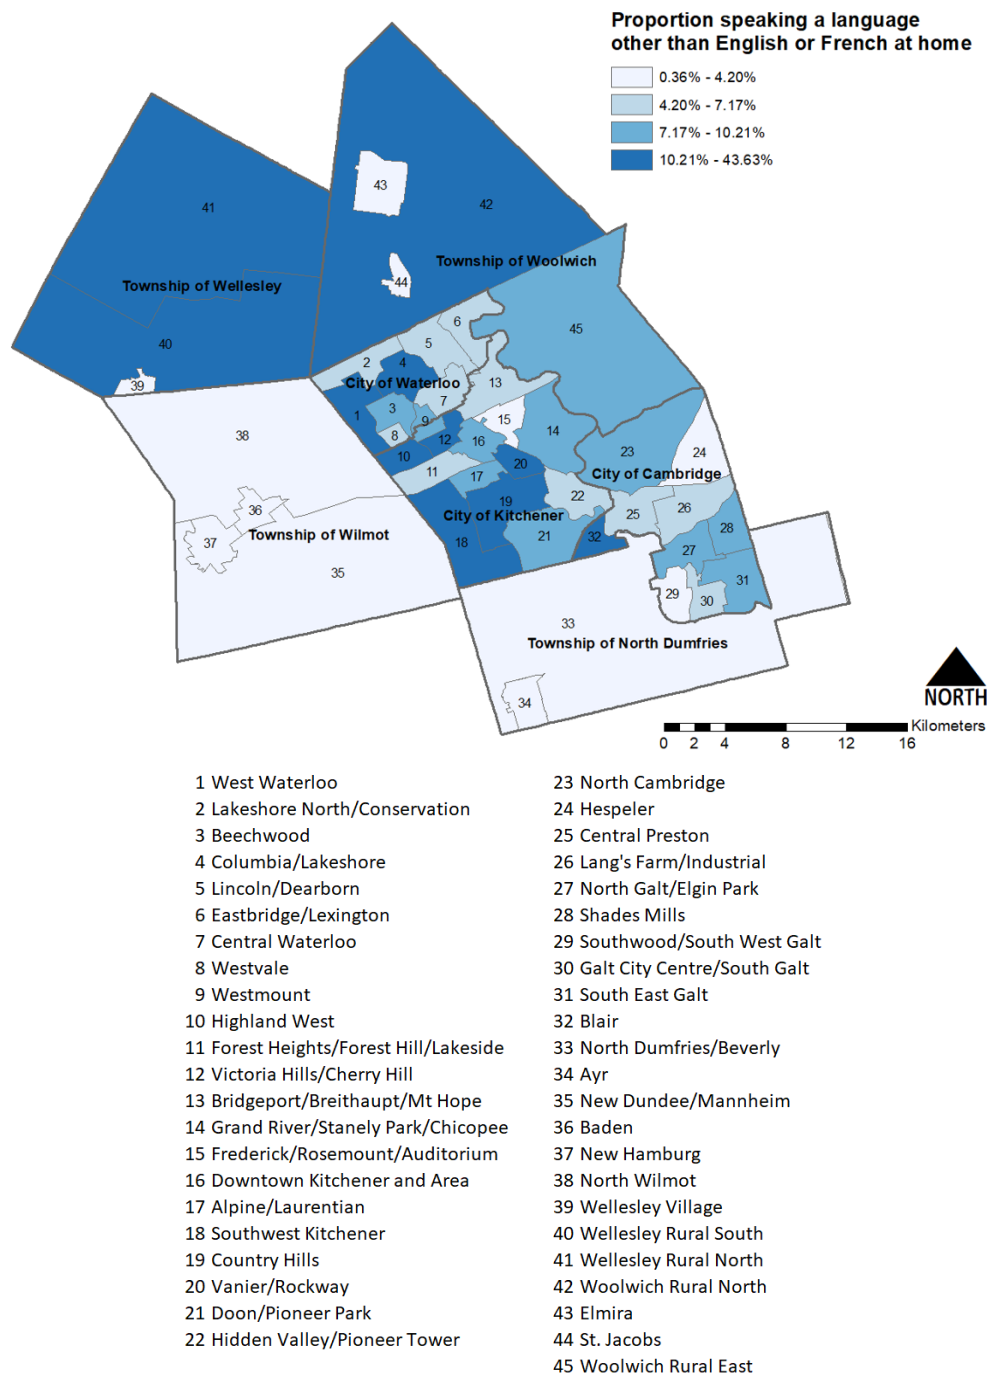 Proportion speaking a language
other than English or French at home
0.36% - 4.20%
4.20% - 7.17%
7.17% - 10.21%
10.21% - 43.63%
43
41
42
Township of Woolwich
44
Township of Wellesley
6
45
40
5
2
4
39
City of Waterloo
13
7
3
1
15
9
14
8
38
12
16
23
24
10
20
11
City of Cambridge
17
22
19
36
26
25
City of Kitchener
28
Township of Wilmot
21
32
37
18
27
35
31
29
30
33
Township of North Dumfries
34
NORTH
Kilometers
0 2 4 8 12 16
1 West Waterloo
2 Lakeshore North/Conservation
3 Beechwood
4 Columbia/Lakeshore
5 Lincoln/Dearborn
6 Eastbridge/Lexington
7 Central Waterloo
8 Westvale
9 Westmount
10 Highland West
11 Forest Heights/Forest Hill/Lakeside
12 Victoria Hills/Cherry Hill
13 Bridgeport/Breithaupt/Mt Hope
14 Grand River/Stanely Park/Chicopee
15 Frederick/Rosemount/Auditorium
16 Downtown Kitchener and Area
17 Alpine/Laurentian
18 Southwest Kitchener
19 Country Hills
20 Vanier/Rockway
21 Doon/Pioneer Park
22 Hidden Valley/Pioneer Tower
23 North Cambridge
24 Hespeler
25 Central Preston
26 Lang's Farm/Industrial
27 North Galt/Elgin Park
28 Shades Mills
29 Southwood/South West Galt
30 Galt City Centre/South Galt
31 South East Galt
32 Blair
33 North Dumfries/Beverly
34 Ayr
35 New Dundee/Mannheim
36 Baden
37 New Hamburg
38 North Wilmot
39 Wellesley Village
40 Wellesley Rural South
41 Wellesley Rural North
42 Woolwich Rural North
43 Elmira
44 St. Jacobs
45 Woolwich Rural East